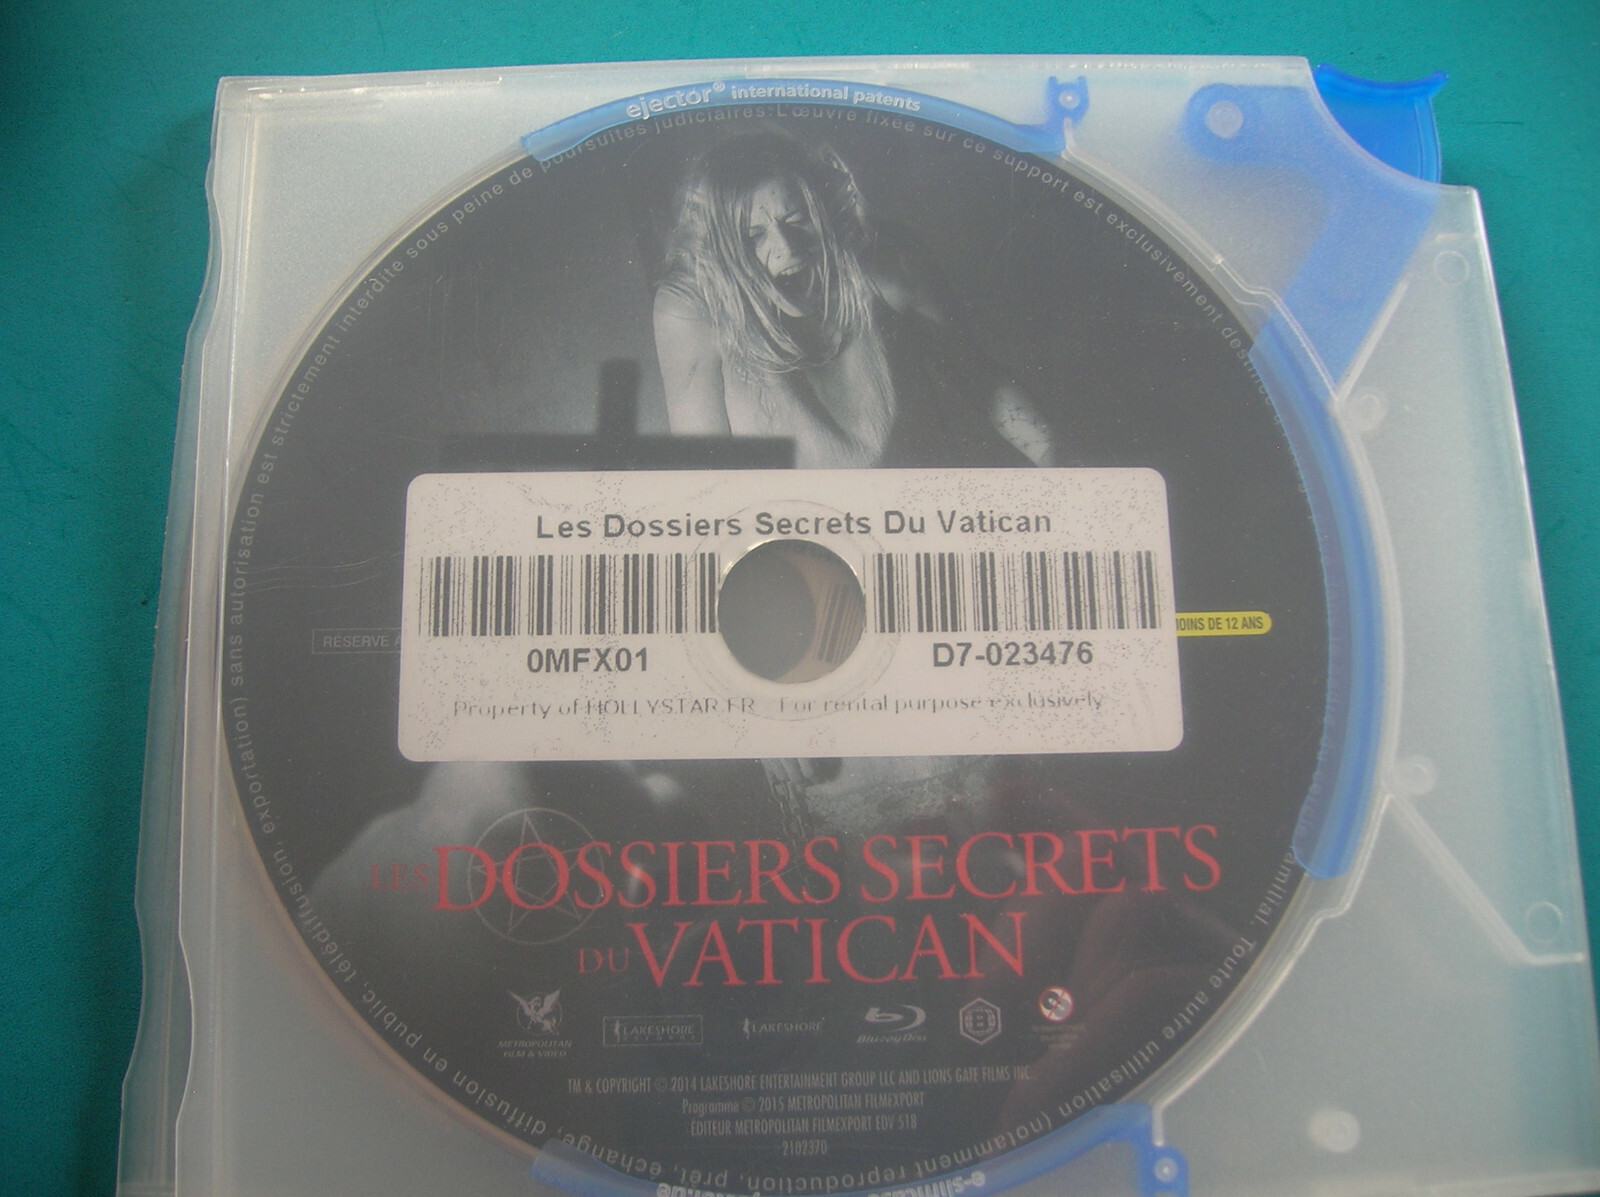 ejector® international patents
(notamment reproduction, prêt, échange, diffusion en public, télédiffusion, exportation) sans autorisation est strictement interdite sous peine de poursuites judiciaires. L'œuvre fixée sur ce support est exclusivement
Toute autre utilisation
Les Dossiers Secrets Du Vatican
RÉSERVÉ
OINS DE 12 ANS
0MFX01
D7-023476
Property of HOLLYSTAR.FR For rental purpose exclusively
LES DOSSIERS SECRETS
DU VATICAN
METROPOLITAN
FILM & VIDEO
LAKESHORE
RECORDS
LAKESHORE
Blu-ray Disc
TM & COPYRIGHT © 2014 LAKESHORE ENTERTAINMENT GROUP LLC AND LIONS GATE FILMS INC.
Programme © 2015 METROPOLITAN FILMEXPORT
ÉDITEUR METROPOLITAN FILMEXPORT EDV 518
2102370